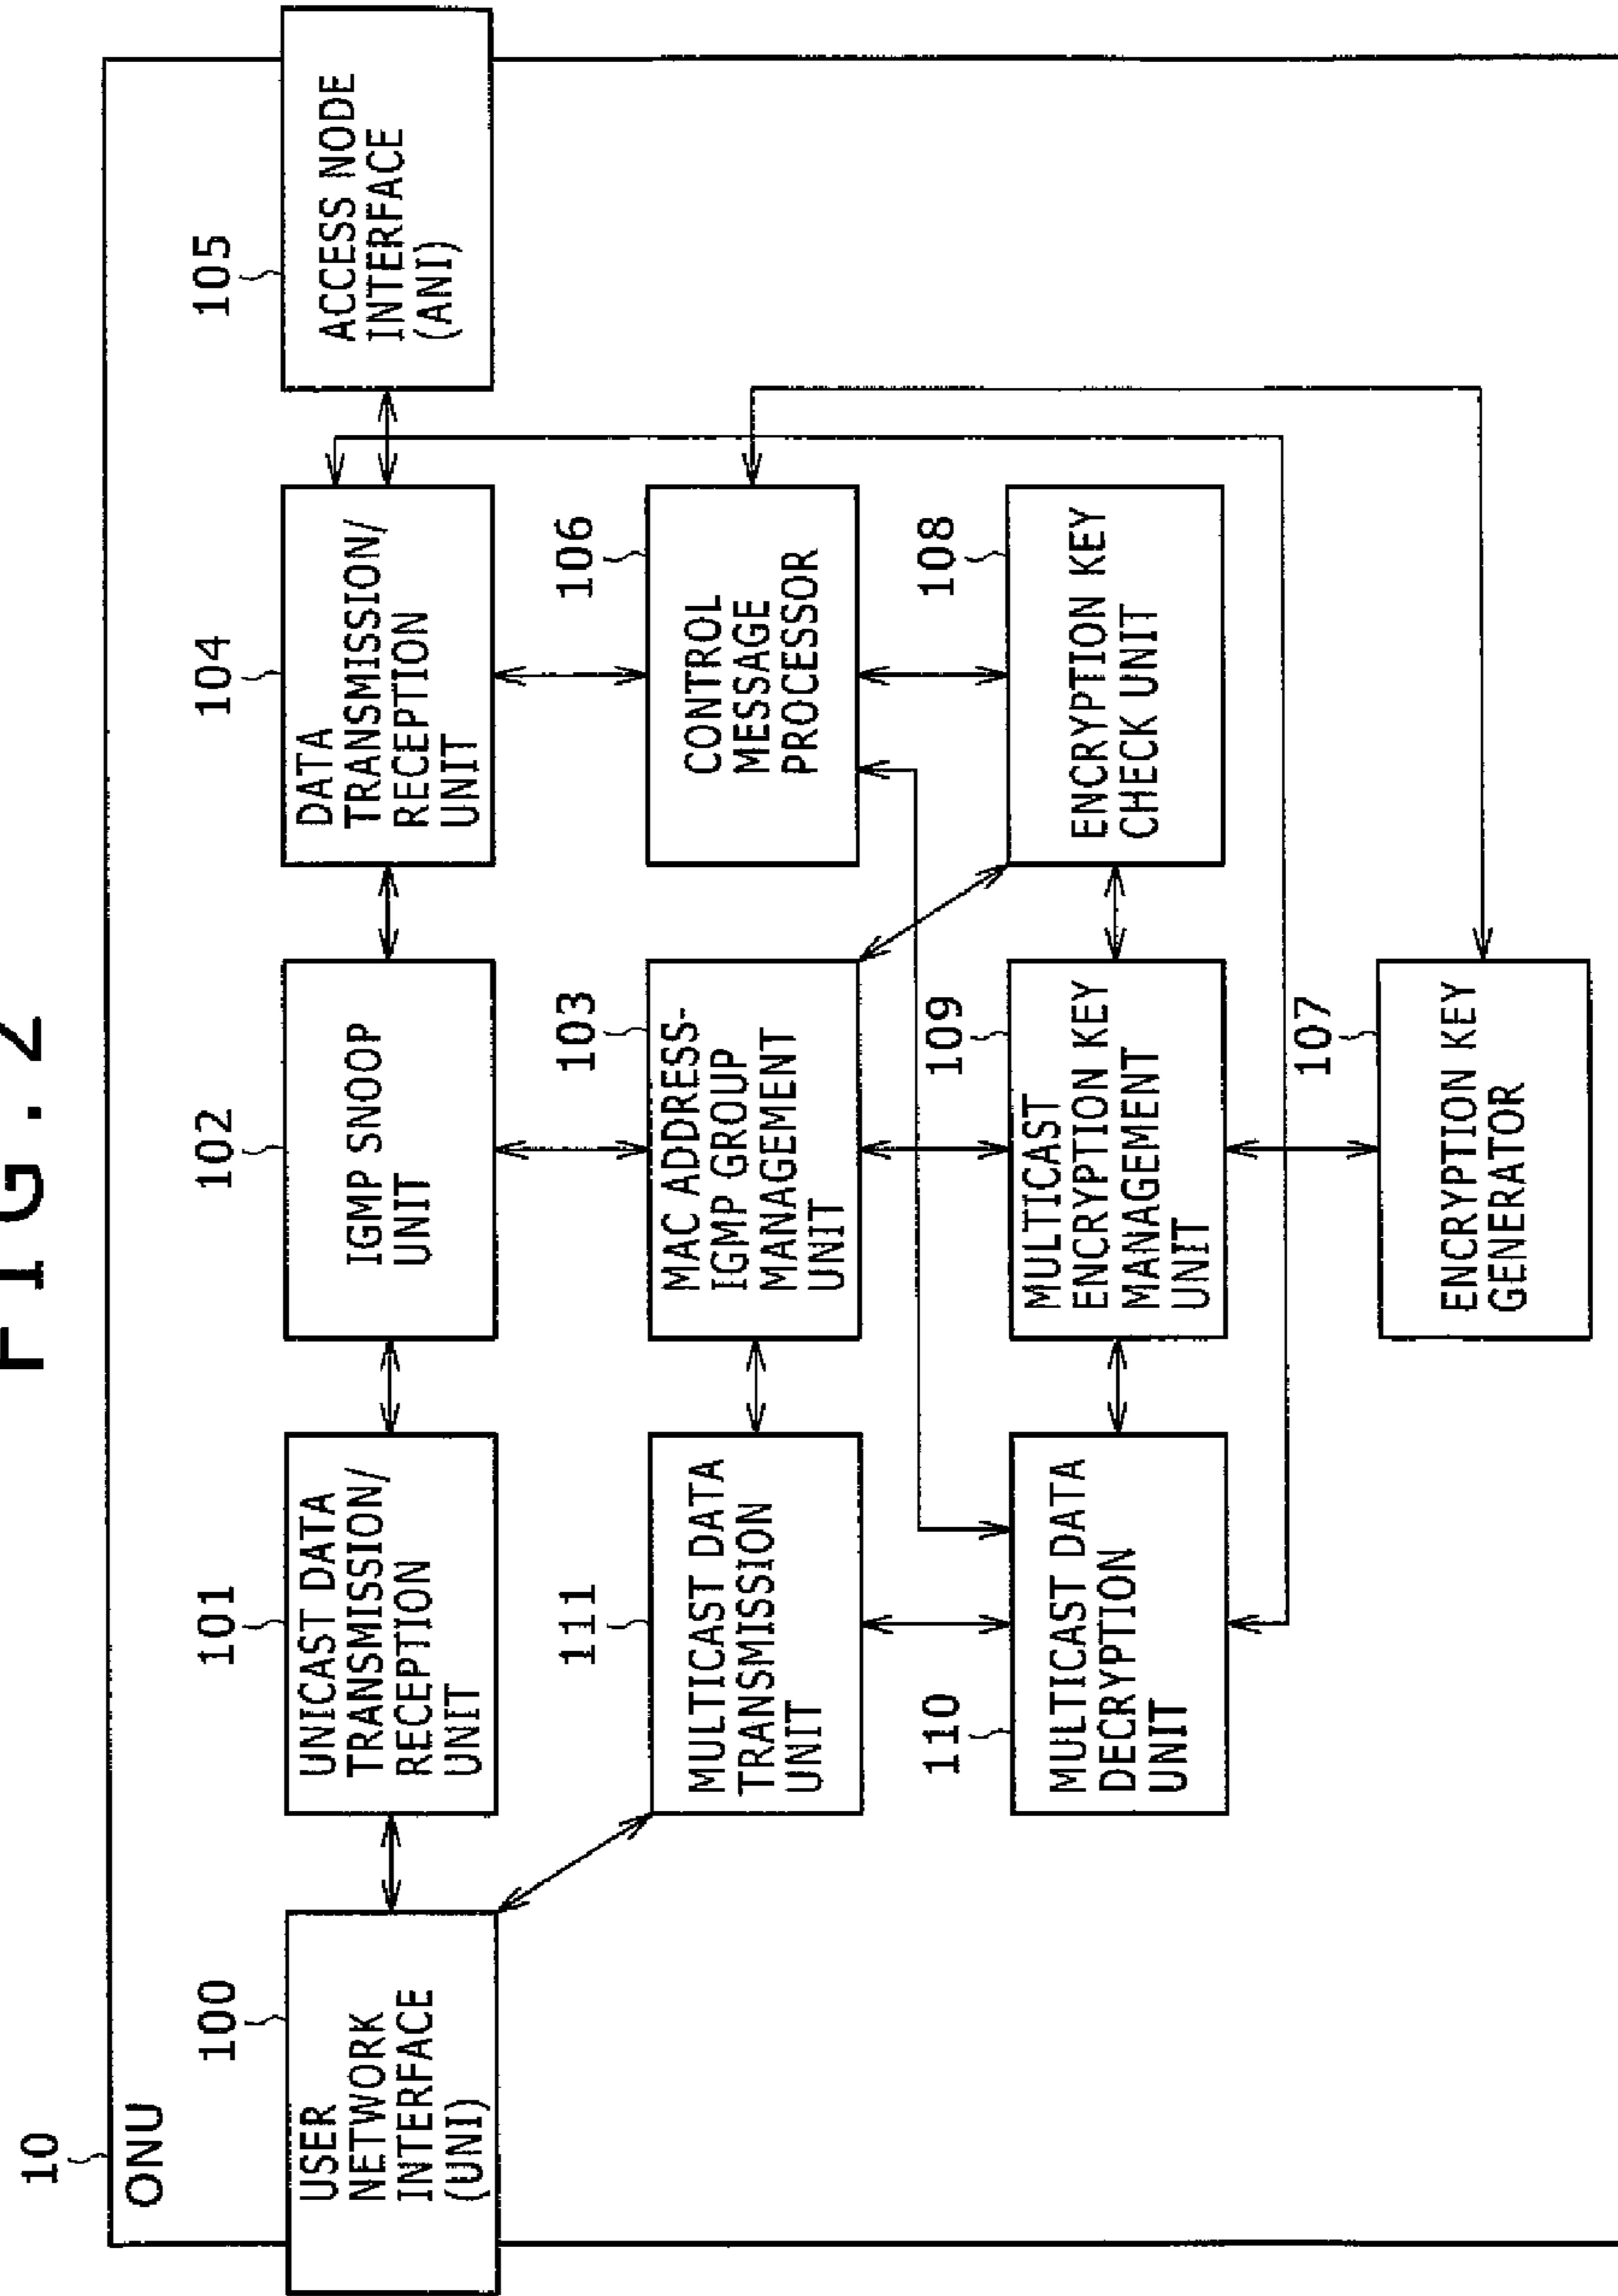 FIG. 2
10
ONU
100
USER
NETWORK
INTERFACE
(UNI)
101
UNICAST DATA
TRANSMISSION/
RECEPTION
UNIT
102
IGMP SNOOP
UNIT
104
DATA
TRANSMISSION/
RECEPTION
UNIT
105
ACCESS NODE
INTERFACE
(ANI)
111
MULTICAST DATA
TRANSMISSION
UNIT
103
MAC ADDRESS-
IGMP GROUP
MANAGEMENT
UNIT
106
CONTROL
MESSAGE
PROCESSOR
110
MULTICAST DATA
DECRYPTION
UNIT
109
MULTICAST
ENCRYPTION KEY
MANAGEMENT
UNIT
108
ENCRYPTION KEY
CHECK UNIT
107
ENCRYPTION KEY
GENERATOR